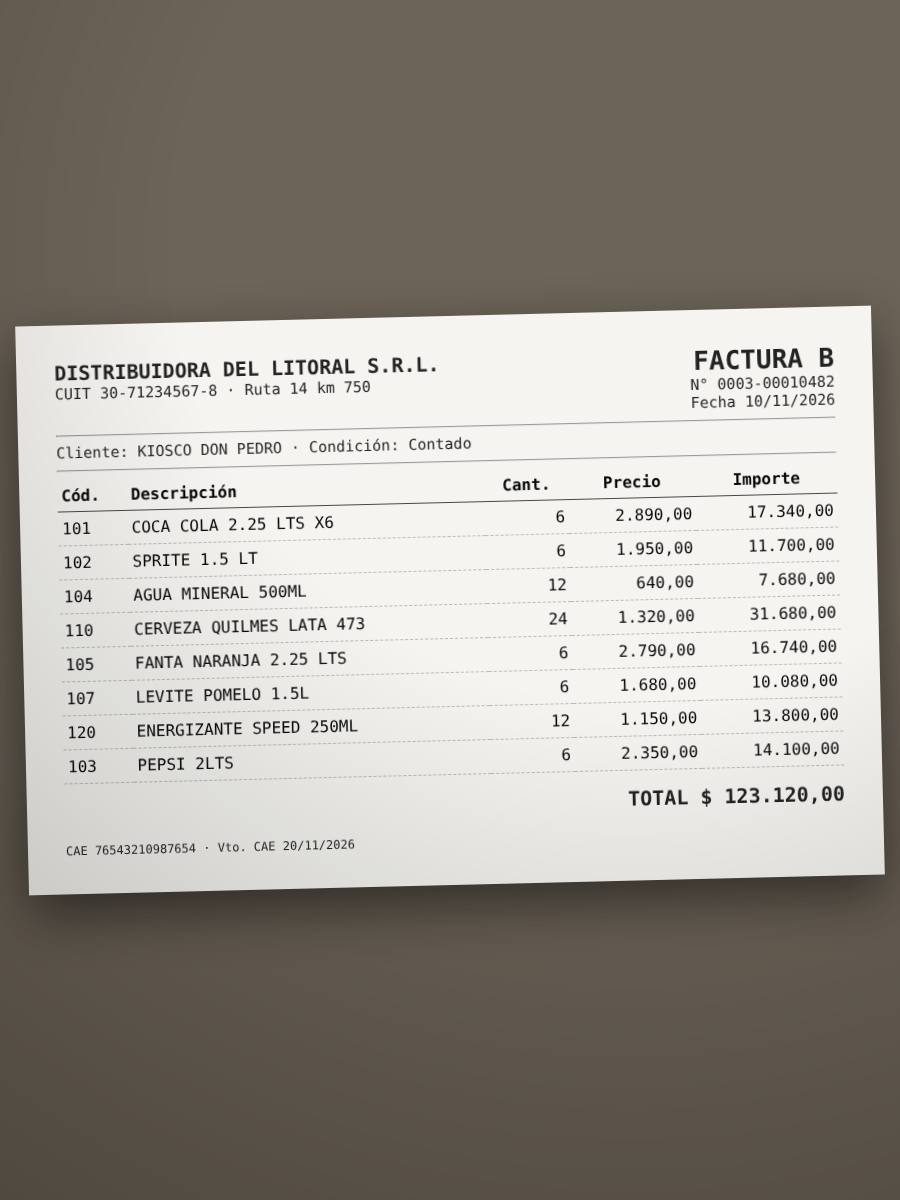 DISTRIBUIDORA DEL LITORAL S.R.L.
CUIT 30-71234567-8 · Ruta 14 km 750
FACTURA B
N° 0003-00010482
Fecha 10/11/2026
Cliente: KIOSCO DON PEDRO · Condición: Contado
Cód. Descripción Cant. Precio Importe
101 COCA COLA 2.25 LTS X6 6 2.890,00 17.340,00
102 SPRITE 1.5 LT 6 1.950,00 11.700,00
104 AGUA MINERAL 500ML 12 640,00 7.680,00
110 CERVEZA QUILMES LATA 473 24 1.320,00 31.680,00
105 FANTA NARANJA 2.25 LTS 6 2.790,00 16.740,00
107 LEVITE POMELO 1.5L 6 1.680,00 10.080,00
120 ENERGIZANTE SPEED 250ML 12 1.150,00 13.800,00
103 PEPSI 2LTS 6 2.350,00 14.100,00
TOTAL $ 123.120,00
CAE 76543210987654 · Vto. CAE 20/11/2026